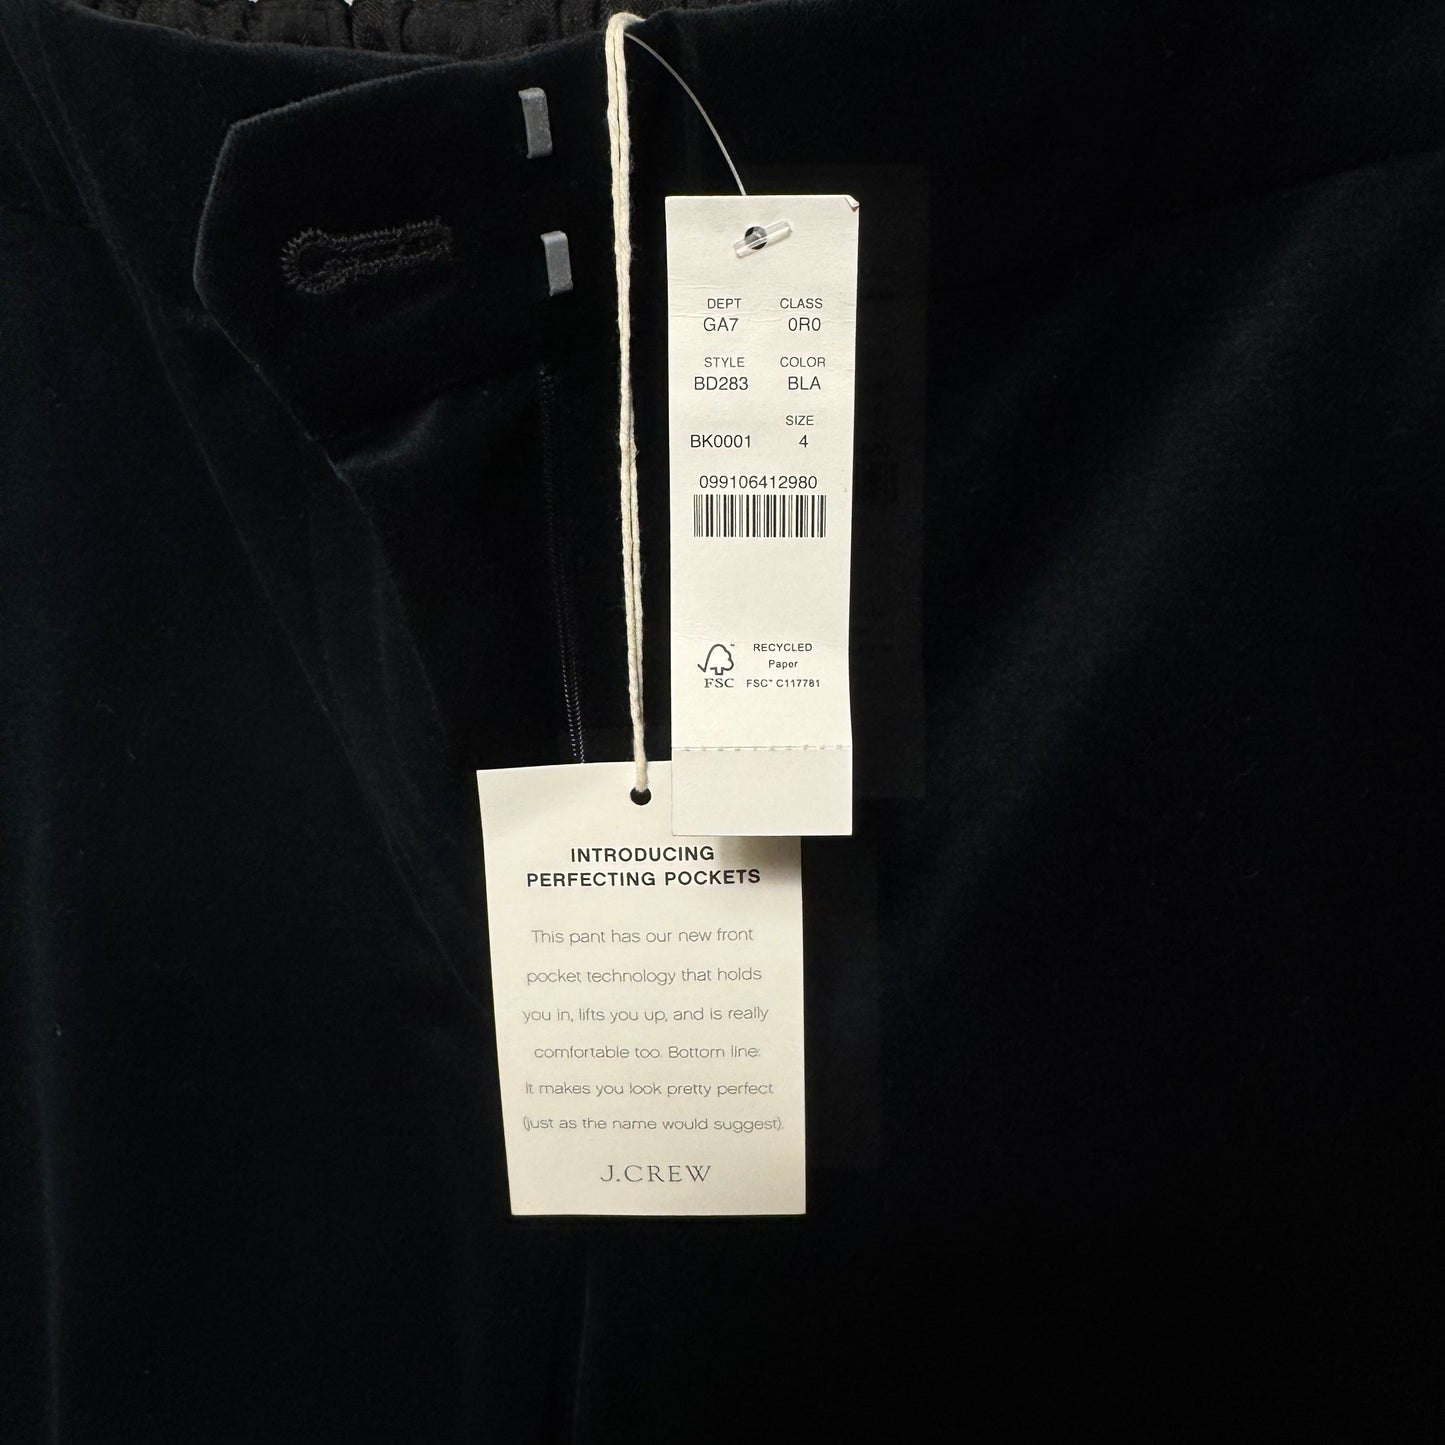 DEPT CLASS
GA7 0R0
STYLE COLOR
BD283 BLA
SIZE
BK0001 4
099106412980
RECYCLED
Paper
FSC™ C117781
FSC
INTRODUCING
PERFECTING POCKETS
This pant has our new front
pocket technology that holds
you in, lifts you up, and is really
comfortable too. Bottom line:
It makes you look pretty perfect
(just as the name would suggest).
J.CREW